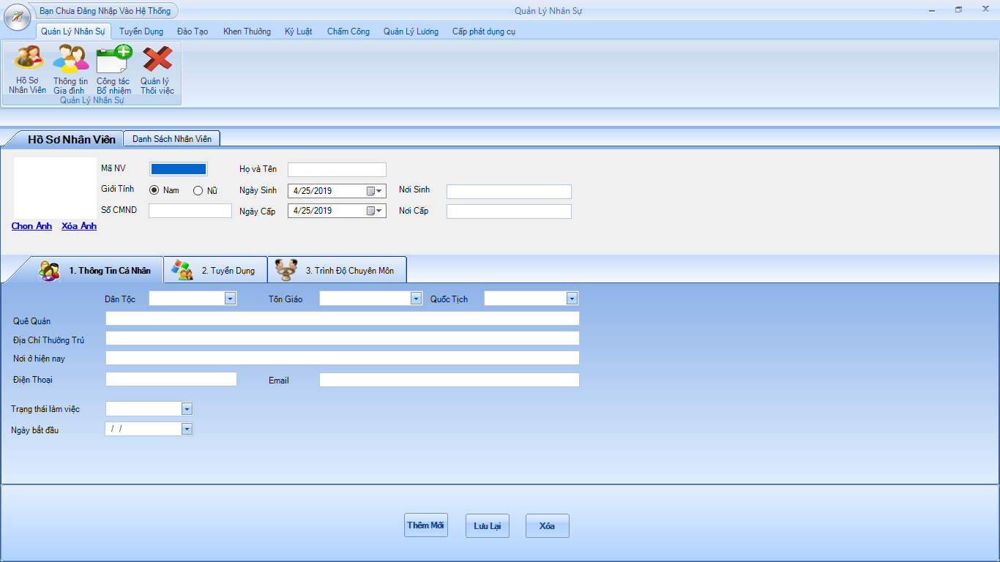 Bạn Chưa Đăng Nhập Vào Hệ Thống
Quản Lý Nhân Sự
Quản Lý Nhân Sự Tuyển Dụng Đào Tạo Khen Thưởng Kỷ Luật Chấm Công Quản Lý Lương Cấp phát dụng cụ
Hồ Sơ Nhân Viên
Thông tin Gia đình
Công tác Bổ nhiệm
Quản lý Thôi việc
Quản Lý Nhân Sự
Hồ Sơ Nhân Viên Danh Sách Nhân Viên
Mã NV Họ và Tên
Giới Tính Nam Nữ Ngày Sinh 4/25/2019 Nơi Sinh
Số CMND Ngày Cấp 4/25/2019 Nơi Cấp
Chọn Ảnh Xóa Ảnh
1. Thông Tin Cá Nhân 2. Tuyển Dụng 3. Trình Độ Chuyên Môn
Dân Tộc Tôn Giáo Quốc Tịch
Quê Quán
Địa Chỉ Thường Trú
Nơi ở hiện nay
Điện Thoại Email
Trạng thái làm việc
Ngày bắt đầu / /
Thêm Mới Lưu Lại Xóa